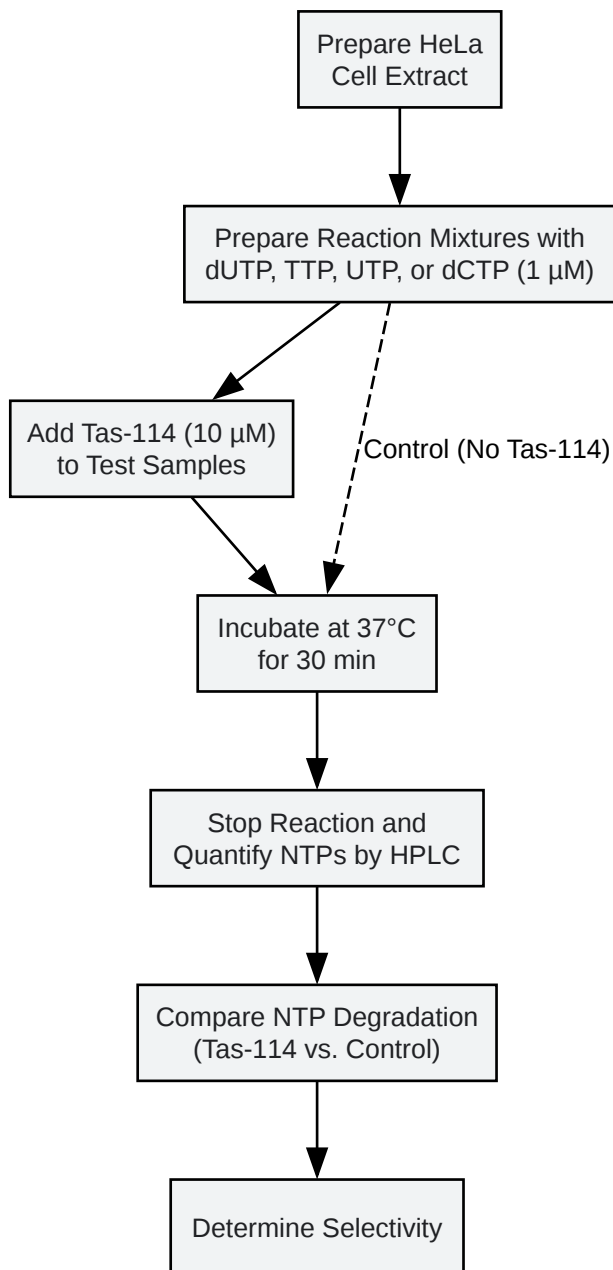 Prepare HeLa
Cell Extract
Prepare Reaction Mixtures with
dUTP, TTP, UTP, or dCTP (1 µM)
Add Tas-114 (10 µM)
to Test Samples
Control (No Tas-114)
Incubate at 37°C
for 30 min
Stop Reaction and
Quantify NTPs by HPLC
Compare NTP Degradation
(Tas-114 vs. Control)
Determine Selectivity